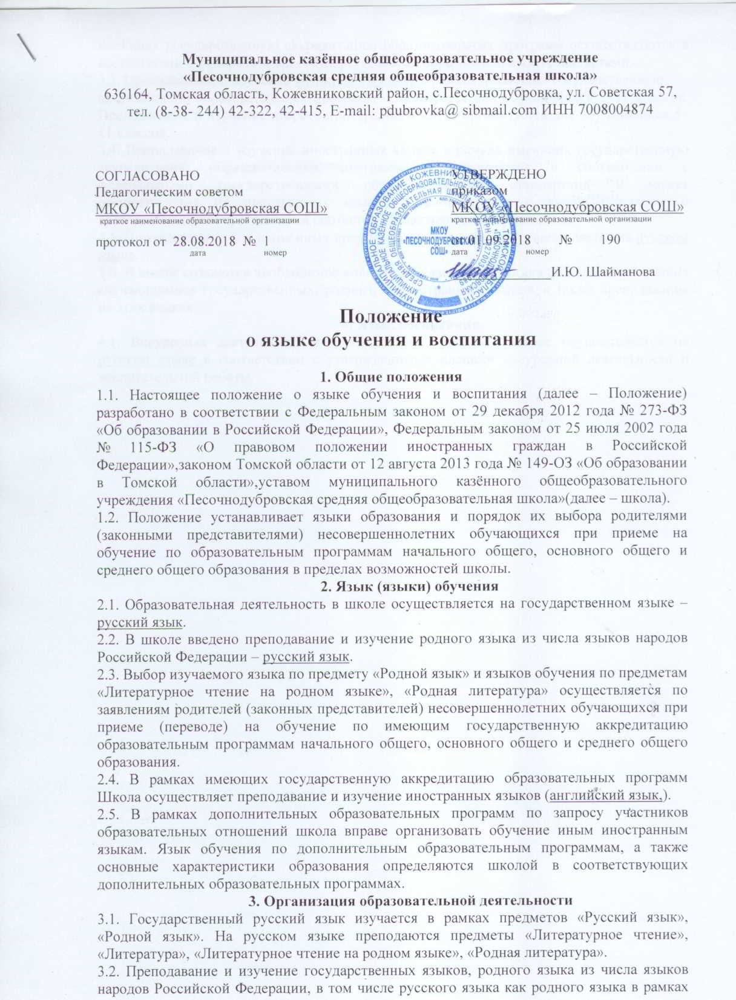 Муниципальное казённое общеобразовательное учреждение
«Песочнодубровская средняя общеобразовательная школа»
636164, Томская область, Кожевниковский район, с.Песочнодубровка, ул. Советская 57,
тел. (8-38- 244) 42-322, 42-415, E-mail: pdubrovka@ sibmail.com ИНН 7008004874
СОГЛАСОВАНО
Педагогическим советом
МКОУ «Песочнодубровская СОШ»
краткое наименование образовательной организации
протокол от 28.08.2018 № 1
дата номер
УТВЕРЖДЕНО
приказом
МКОУ «Песочнодубровская СОШ»
краткое наименование образовательной организации
от 01.09.2018 № 190
дата номер
И.Ю. Шайманова
МКОУ
«ПЕСОЧНОДУБРОВСКАЯ
СОШ»
Положение
о языке обучения и воспитания
1. Общие положения
1.1. Настоящее положение о языке обучения и воспитания (далее – Положение)
разработано в соответствии с Федеральным законом от 29 декабря 2012 года № 273-ФЗ
«Об образовании в Российской Федерации», Федеральным законом от 25 июля 2002 года
№ 115-ФЗ «О правовом положении иностранных граждан в Российской
Федерации»,законом Томской области от 12 августа 2013 года № 149-ОЗ «Об образовании
в Томской области»,уставом муниципального казённого общеобразовательного
учреждения «Песочнодубровская средняя общеобразовательная школа»(далее – школа).
1.2. Положение устанавливает языки образования и порядок их выбора родителями
(законными представителями) несовершеннолетних обучающихся при приеме на
обучение по образовательным программам начального общего, основного общего и
среднего общего образования в пределах возможностей школы.
2. Язык (языки) обучения
2.1. Образовательная деятельность в школе осуществляется на государственном языке –
русский язык.
2.2. В школе введено преподавание и изучение родного языка из числа языков народов
Российской Федерации – русский язык.
2.3. Выбор изучаемого языка по предмету «Родной язык» и языков обучения по предметам
«Литературное чтение на родном языке», «Родная литература» осуществляется по
заявлениям родителей (законных представителей) несовершеннолетних обучающихся при
приеме (переводе) на обучение по имеющим государственную аккредитацию
образовательным программам начального общего, основного общего и среднего общего
образования.
2.4. В рамках имеющих государственную аккредитацию образовательных программ
Школа осуществляет преподавание и изучение иностранных языков (английский язык,).
2.5. В рамках дополнительных образовательных программ по запросу участников
образовательных отношений школа вправе организовать обучение иным иностранным
языкам. Язык обучения по дополнительным образовательным программам, а также
основные характеристики образования определяются школой в соответствующих
дополнительных образовательных программах.
3. Организация образовательной деятельности
3.1. Государственный русский язык изучается в рамках предметов «Русский язык»,
«Родной язык». На русском языке преподаются предметы «Литературное чтение»,
«Литература», «Литературное чтение на родном языке», «Родная литература».
3.2. Преподавание и изучение государственных языков, родного языка из числа языков
народов Российской Федерации, в том числе русского языка как родного языка в рамках